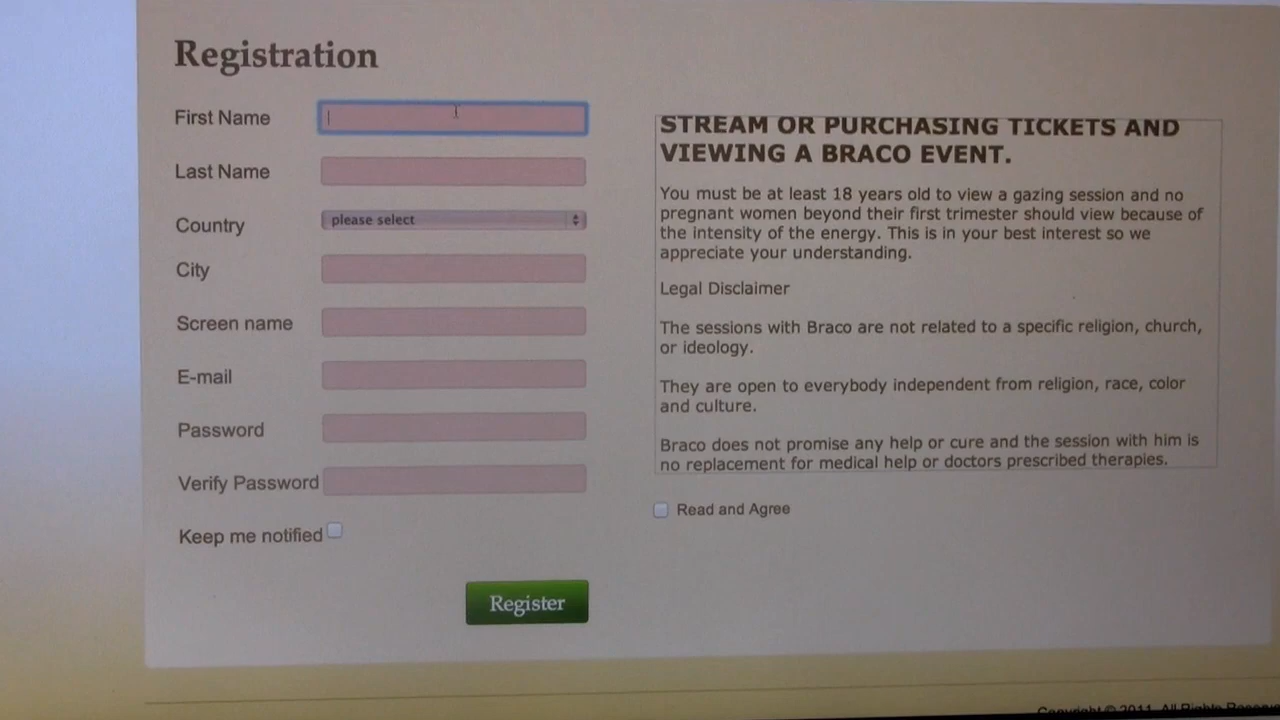 Registration
First Name
Last Name
Country
please select
City
Screen name
E-mail
Password
Verify Password
Keep me notified
Register
STREAM OR PURCHASING TICKETS AND
VIEWING A BRACO EVENT.
You must be at least 18 years old to view a gazing session and no
pregnant women beyond their first trimester should view because of
the intensity of the energy. This is in your best interest so we
appreciate your understanding.
Legal Disclaimer
The sessions with Braco are not related to a specific religion, church,
or ideology.
They are open to everybody independent from religion, race, color
and culture.
Braco does not promise any help or cure and the session with him is
no replacement for medical help or doctors prescribed therapies.
Read and Agree
Copyright © 2011. All Rights